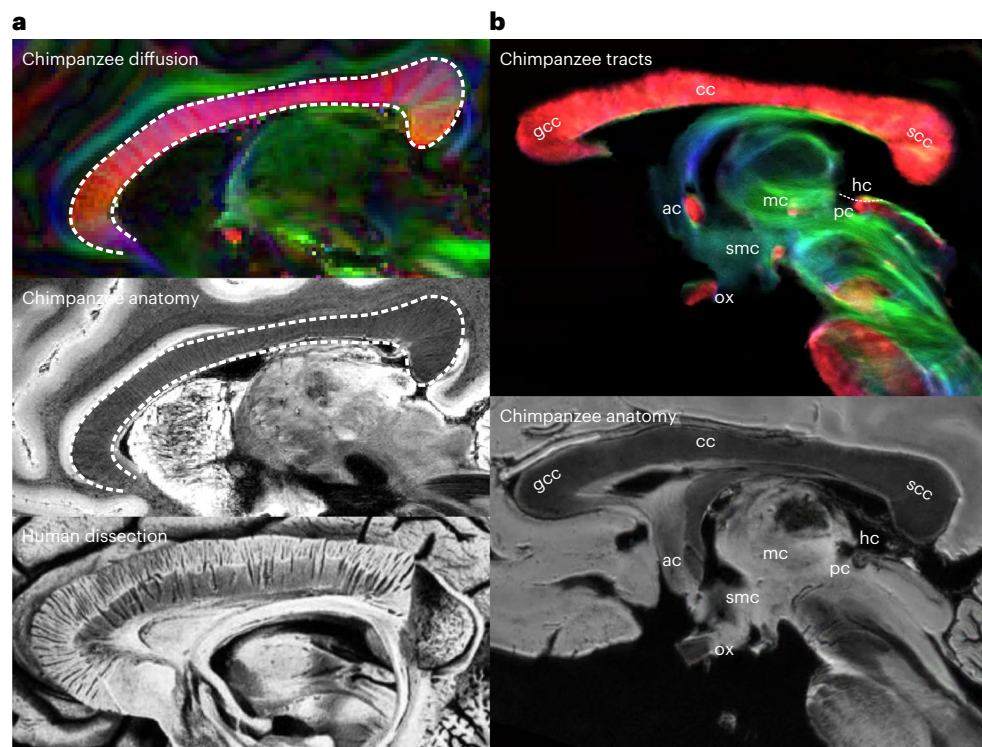 a
Chimpanzee diffusion
Chimpanzee anatomy
Human dissection
b
Chimpanzee tracts
cc
gcc
scc
hc
ac
mc
pc
smc
ox
Chimpanzee anatomy
cc
gcc
scc
hc
ac
mc
pc
smc
ox